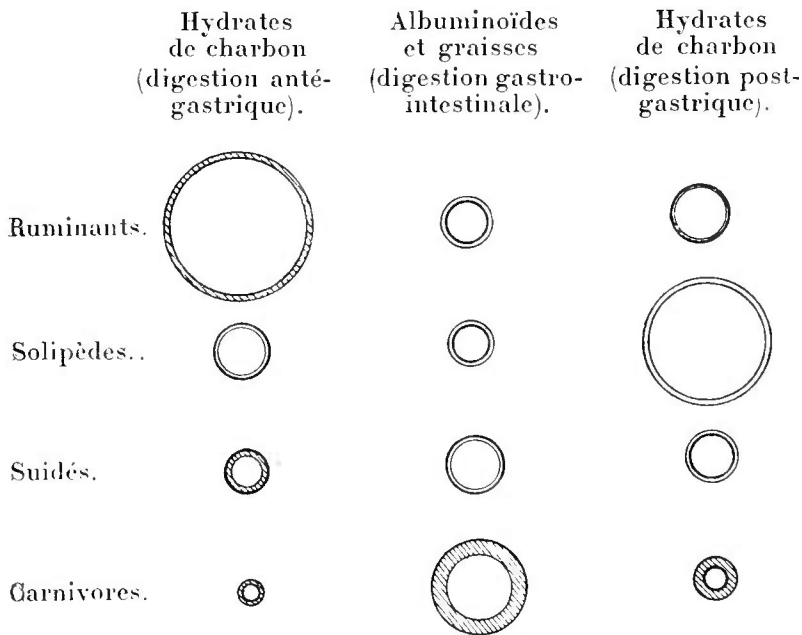 Hydrates
de charbon
(digestion anté-
gastrique).
Albuminoïdes
et graisses
(digestion gastro-
intestinale).
Hydrates
de charbon
(digestion post-
gastrique).
Ruminants.
Solipèdes..
Suidés.
Carnivores.